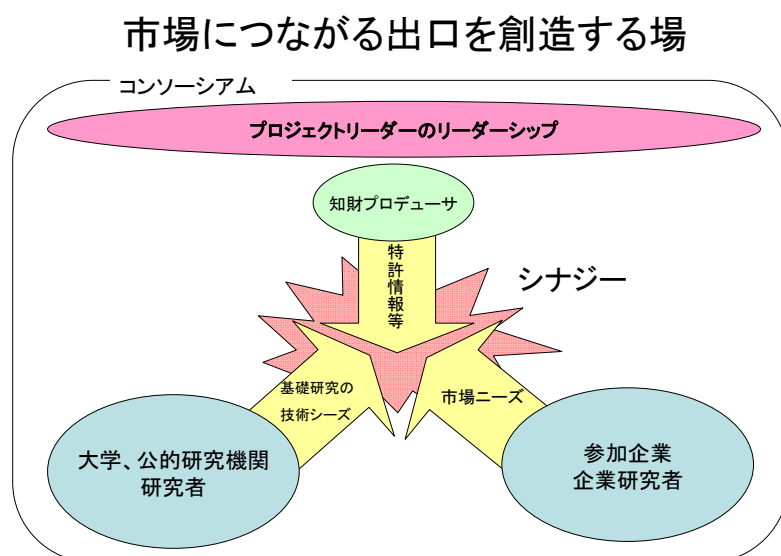 市場につながる出口を創造する場
コンソーシアム
プロジェクトリーダーのリーダーシップ
知財プロデューサ
特許情報等
シナジー
基礎研究の
技術シーズ
市場ニーズ
大学、公的研究機関
研究者
参加企業
企業研究者